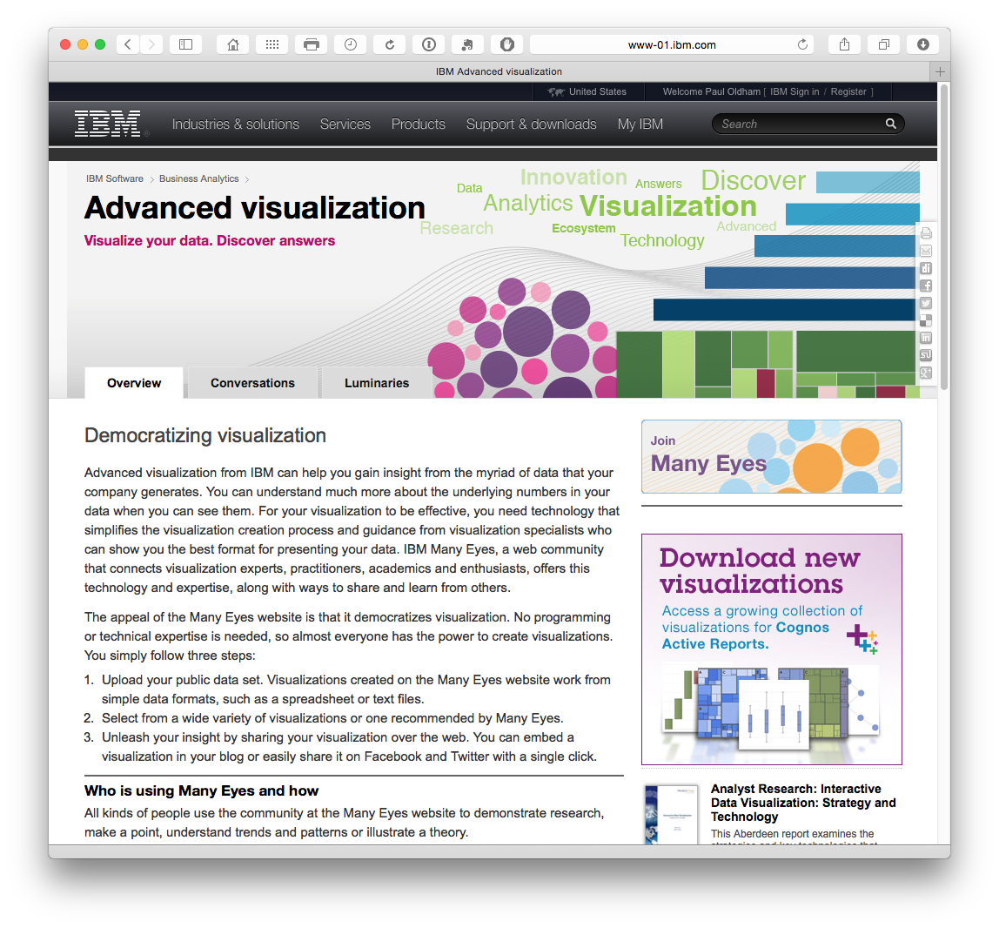 www-01.ibm.com
IBM Advanced visualization
United States
Welcome Paul Oldham [ IBM Sign in / Register ]
IBM
Industries & solutions
Services
Products
Support & downloads
My IBM
Search
IBM Software
Business Analytics
Advanced visualization
Visualize your data. Discover answers
Innovation
Data
Answers
Discover
Analytics
Visualization
Research
Ecosystem
Advanced
Technology
Overview
Conversations
Luminaries
Democratizing visualization
Advanced visualization from IBM can help you gain insight from the myriad of data that your
company generates. You can understand much more about the underlying numbers in your
data when you can see them. For your visualization to be effective, you need technology that
simplifies the visualization creation process and guidance from visualization specialists who
can show you the best format for presenting your data. IBM Many Eyes, a web community
that connects visualization experts, practitioners, academics and enthusiasts, offers this
technology and expertise, along with ways to share and learn from others.
The appeal of the Many Eyes website is that it democratizes visualization. No programming
or technical expertise is needed, so almost everyone has the power to create visualizations.
You simply follow three steps:
1. Upload your public data set. Visualizations created on the Many Eyes website work from
simple data formats, such as a spreadsheet or text files.
2. Select from a wide variety of visualizations or one recommended by Many Eyes.
3. Unleash your insight by sharing your visualization over the web. You can embed a
visualization in your blog or easily share it on Facebook and Twitter with a single click.
Who is using Many Eyes and how
All kinds of people use the community at the Many Eyes website to demonstrate research,
make a point, understand trends and patterns or illustrate a theory.
Join
Many Eyes
Download new
visualizations
Access a growing collection of
visualizations for Cognos
Active Reports.
Analyst Research: Interactive
Data Visualization: Strategy and
Technology
This Aberdeen report examines the
strategies and key technologies that